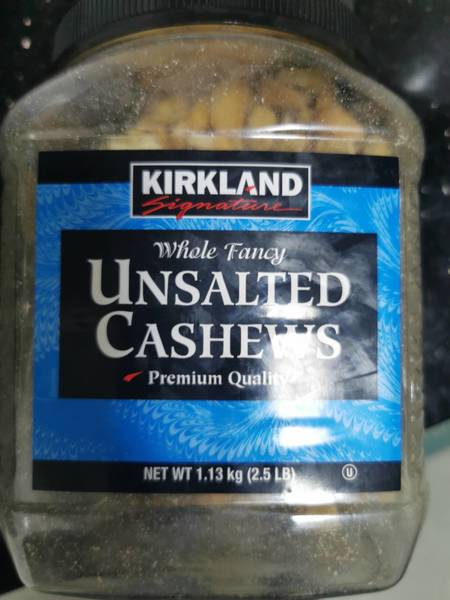 KIRKLAND
Signature
Whole Fancy
UNSALTED
CASHEWS
Premium Quality
NET WT 1.13 kg (2.5 LB)
U